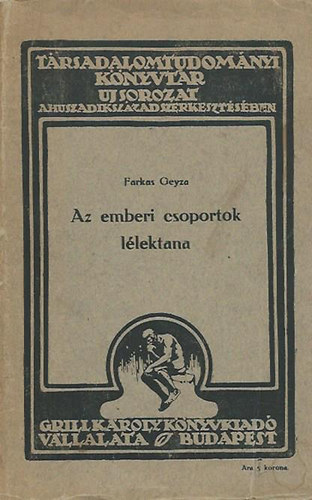 TÁRSADALOMTUDOMÁNYI
KÖNYVTÁR
UJ SOROZAT
A HUSZADIK SZÁZAD SZERKESZTÉSÉBEN
Farkas Geyza
Az emberi csoportok
lélektana
GRILL KÁROLY KÖNYVKIADÓ
VÁLLALATA BUDAPEST
Ára korona.